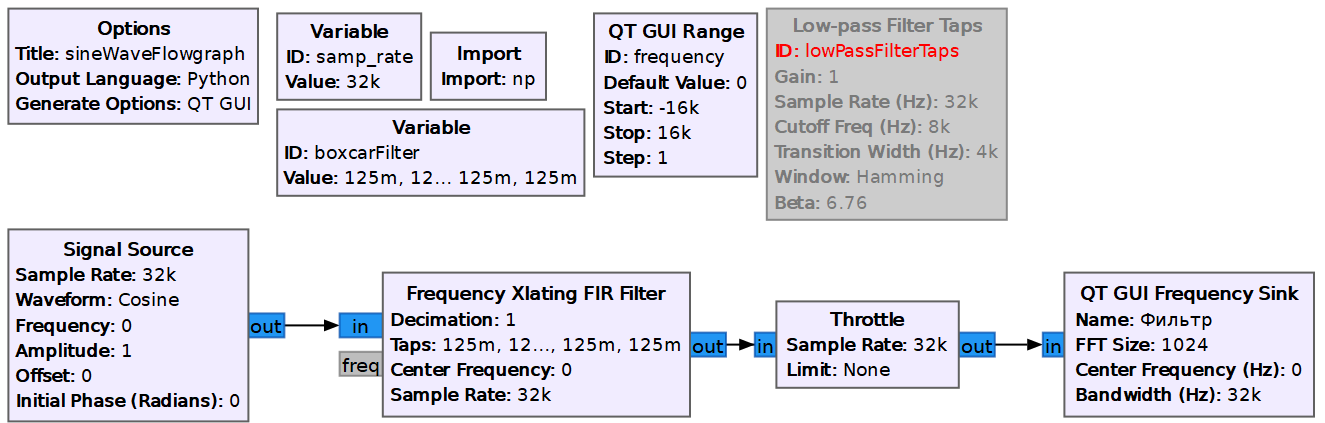 Options
Title: sineWaveFlowgraph
Output Language: Python
Generate Options: QT GUI
Variable
ID: samp_rate
Value: 32k
Import
Import: np
Variable
ID: boxcarFilter
Value: 125m, 12... 125m, 125m
QT GUI Range
ID: frequency
Default Value: 0
Start: -16k
Stop: 16k
Step: 1
Low-pass Filter Taps
ID: lowPassFilterTaps
Gain: 1
Sample Rate (Hz): 32k
Cutoff Freq (Hz): 8k
Transition Width (Hz): 4k
Window: Hamming
Beta: 6.76
Signal Source
Sample Rate: 32k
Waveform: Cosine
Frequency: 0
Amplitude: 1
Offset: 0
Initial Phase (Radians): 0
out
in
freq
Frequency Xlating FIR Filter
Decimation: 1
Taps: 125m, 12..., 125m, 125m
Center Frequency: 0
Sample Rate: 32k
out
in
Throttle
Sample Rate: 32k
Limit: None
out
in
QT GUI Frequency Sink
Name: Фильтр
FFT Size: 1024
Center Frequency (Hz): 0
Bandwidth (Hz): 32k